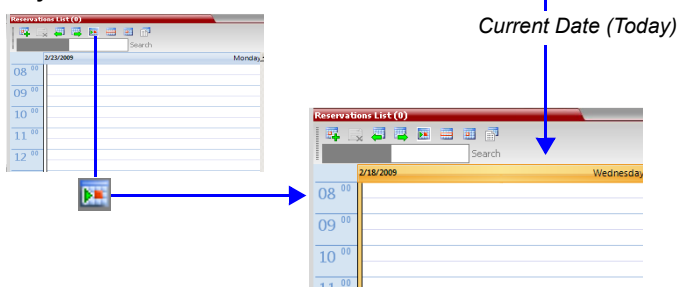 Reservations List (0)
Current Date (Today)
Search
2/23/2009 Monday
08 00
09 00
10 00
11 00
12 00
Reservations List (0)
Search
2/18/2009 Wednesday
08 00
09 00
10 00
11 00